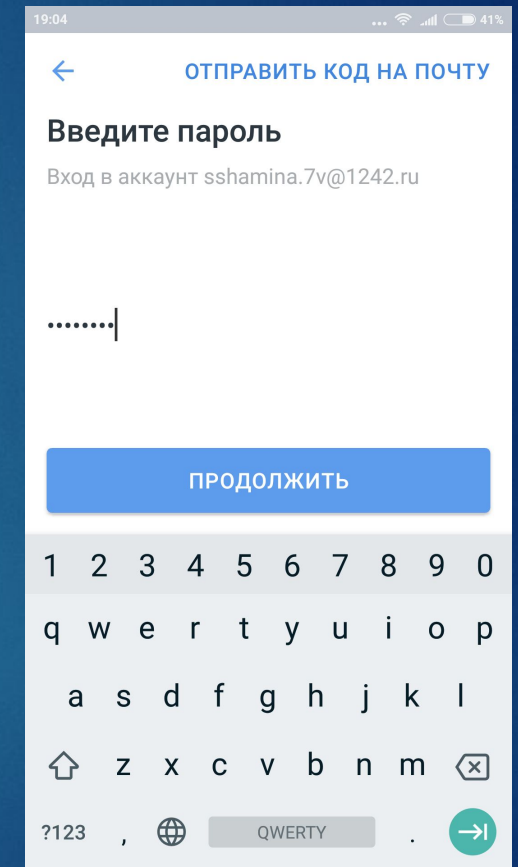 19:04 ... 41%
ОТПРАВИТЬ КОД НА ПОЧТУ
Введите пароль
Вход в аккаунт sshamina.7v@1242.ru
••••••••
ПРОДОЛЖИТЬ
1 2 3 4 5 6 7 8 9 0
q w e r t y u i o p
a s d f g h j k l
z x c v b n m
?123 , QWERTY .